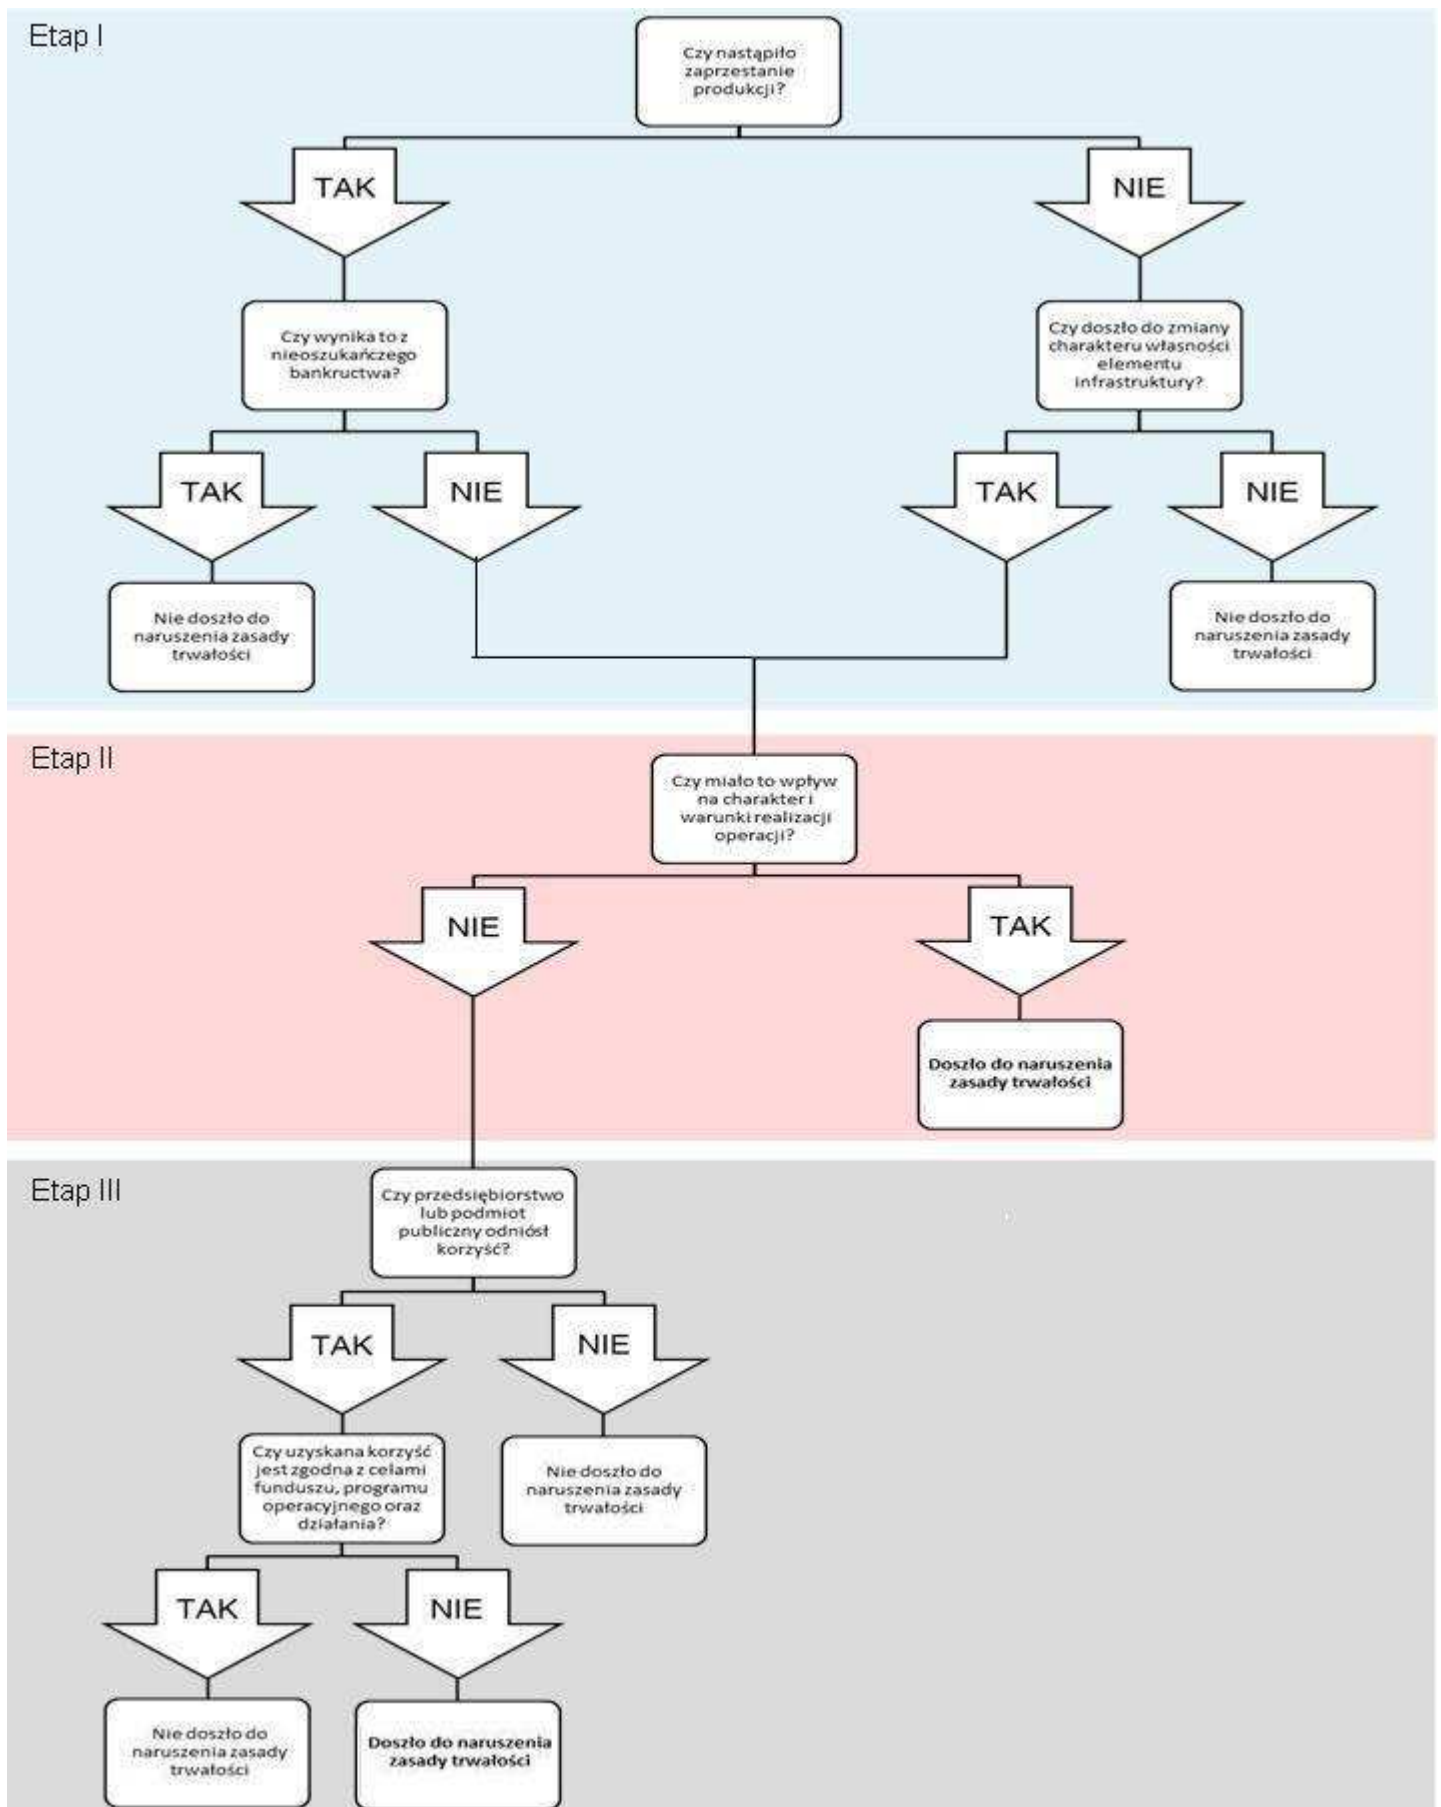 Etap I
Czy nastąpiło
zaprzestanie
produkcji?
TAK
NIE
Czy wynika to z
nieoszukańczego
bankructwa?
Czy doszło do zmiany
charakteru własności
elementu
infrastruktury?
TAK
NIE
TAK
NIE
Nie doszło do
naruszenia zasady
trwałości
Nie doszło do
naruszenia zasady
trwałości
Etap II
Czy miało to wpływ
na charakter i
warunki realizacji
operacji?
NIE
TAK
Doszło do naruszenia
zasady trwałości
Etap III
Czy przedsiębiorstwo
lub podmiot
publiczny odniósł
korzyść?
TAK
NIE
Czy uzyskana korzyść
jest zgodna z celami
funduszu, programu
operacyjnego oraz
działania?
Nie doszło do
naruszenia zasady
trwałości
TAK
NIE
Nie doszło do
naruszenia zasady
trwałości
Doszło do naruszenia
zasady trwałości